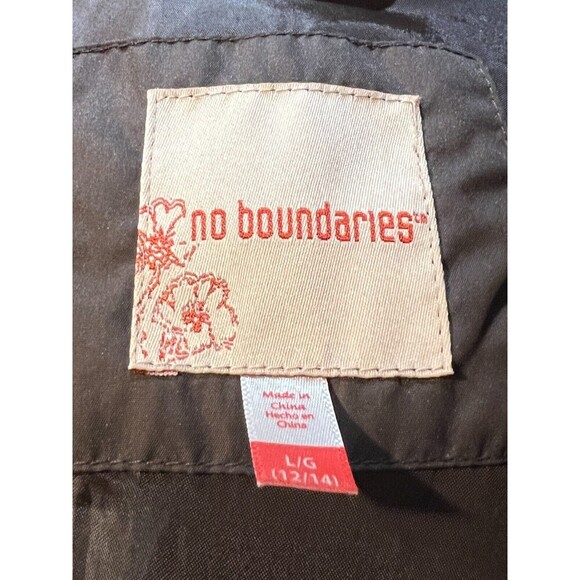 no boundaries™
Made in
China
Hecho en
China
L/G
(12/14)